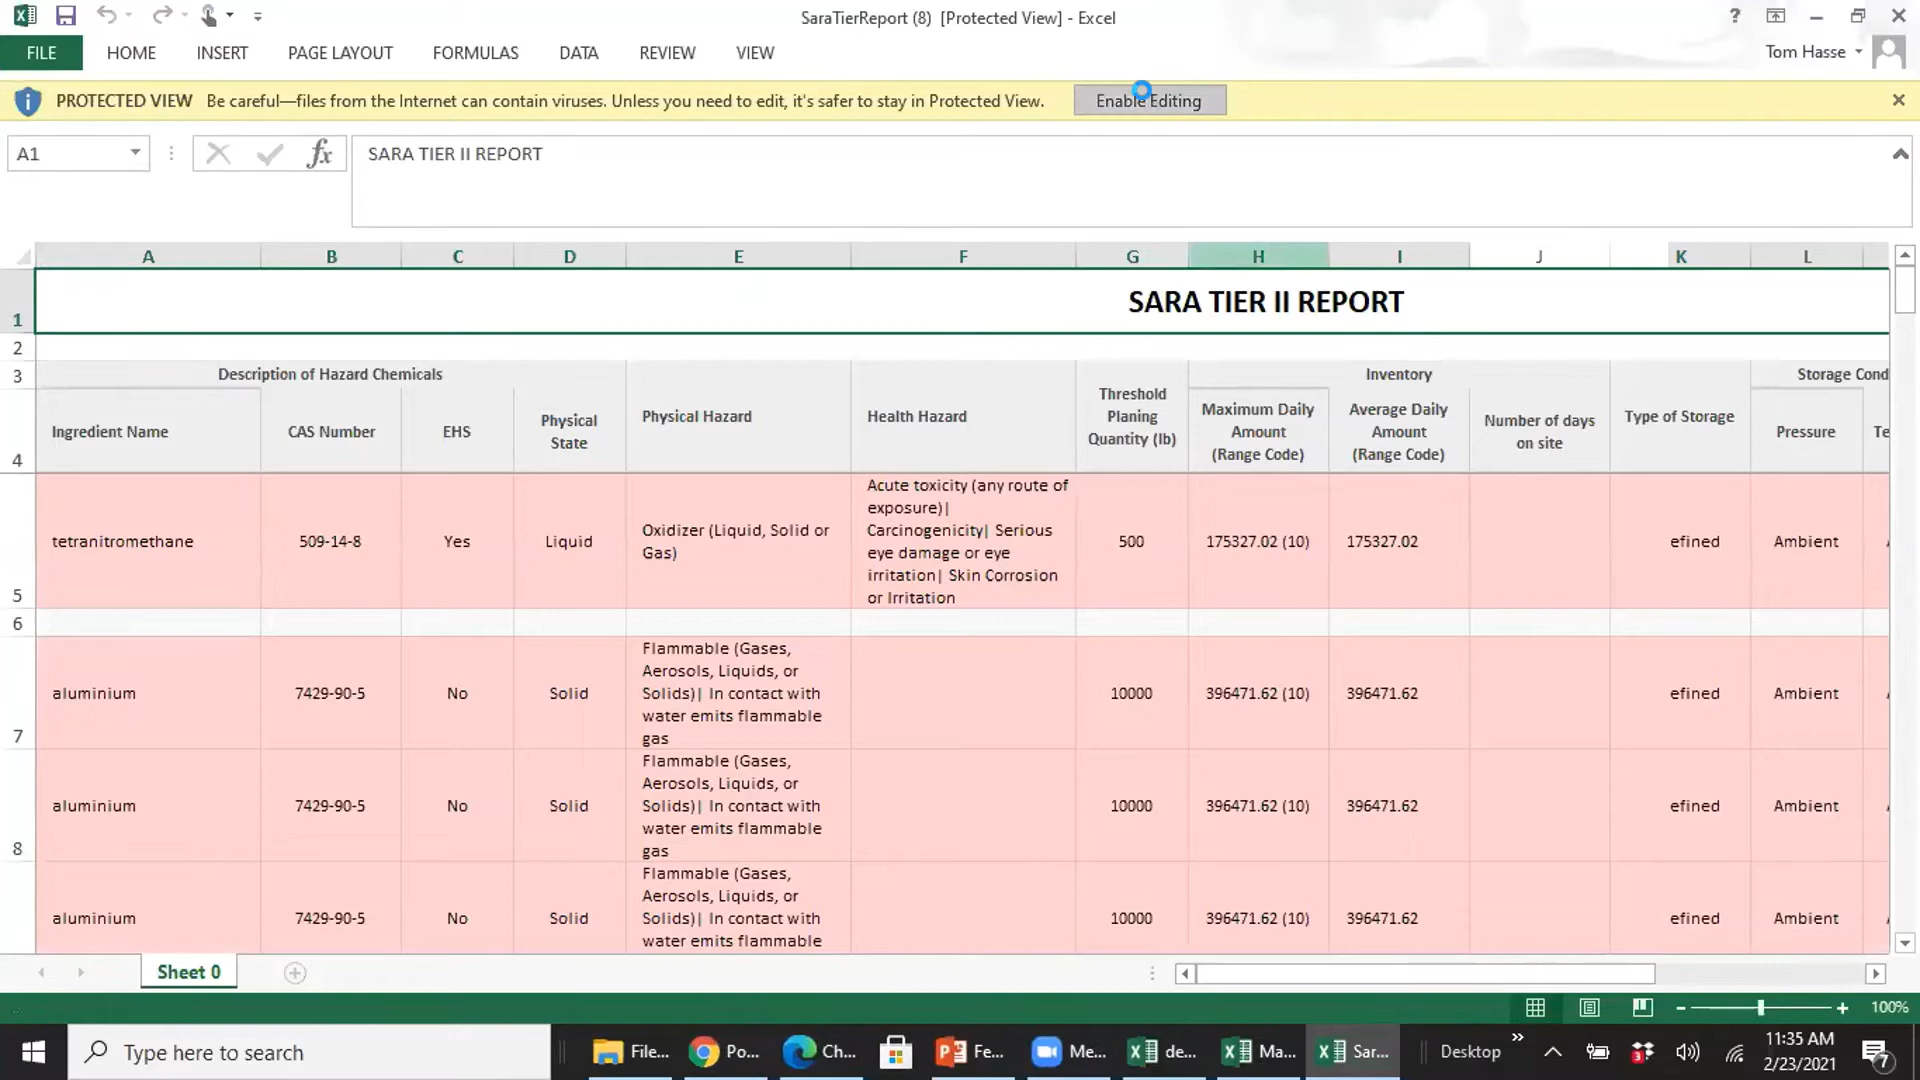 SaraTierReport (8) [Protected View] - Excel
?
FILE HOME INSERT PAGE LAYOUT FORMULAS DATA REVIEW VIEW
Tom Hasse
PROTECTED VIEW Be careful—files from the Internet can contain viruses. Unless you need to edit, it's safer to stay in Protected View. Enable Editing
A1 fx SARA TIER II REPORT
A B C D E F G H I J K L
1 SARA TIER II REPORT
2
3 Description of Hazard Chemicals
Inventory
Storage Cond
4 Ingredient Name
CAS Number
EHS
Physical
State
Physical Hazard
Health Hazard
Threshold
Planing
Quantity (lb)
Maximum Daily
Amount
(Range Code)
Average Daily
Amount
(Range Code)
Number of days
on site
Type of Storage
Pressure
Te
5 tetranitromethane
509-14-8
Yes
Liquid
Oxidizer (Liquid, Solid or
Gas)
Acute toxicity (any route of
exposure)|
Carcinogenicity| Serious
eye damage or eye
irritation| Skin Corrosion
or Irritation
500
175327.02 (10)
175327.02
efined
Ambient
6
7 aluminium
7429-90-5
No
Solid
Flammable (Gases,
Aerosols, Liquids, or
Solids)| In contact with
water emits flammable
gas
10000
396471.62 (10)
396471.62
efined
Ambient
8 aluminium
7429-90-5
No
Solid
Flammable (Gases,
Aerosols, Liquids, or
Solids)| In contact with
water emits flammable
gas
10000
396471.62 (10)
396471.62
efined
Ambient
aluminium
7429-90-5
No
Solid
Flammable (Gases,
Aerosols, Liquids, or
Solids)| In contact with
water emits flammable
10000
396471.62 (10)
396471.62
efined
Ambient
Sheet 0
100%
Type here to search
File...
Po...
Ch...
Fe...
Me...
de...
Ma...
Sar...
Desktop
11:35 AM
2/23/2021
7